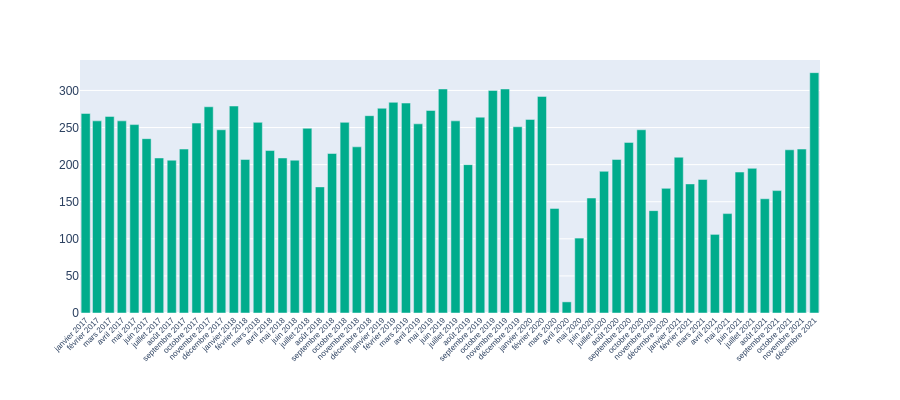 300
250
200
150
100
50
0
janvier 2017
février 2017
mars 2017
avril 2017
mai 2017
juin 2017
juillet 2017
août 2017
septembre 2017
octobre 2017
novembre 2017
décembre 2017
janvier 2018
février 2018
mars 2018
avril 2018
mai 2018
juin 2018
juillet 2018
août 2018
septembre 2018
octobre 2018
novembre 2018
décembre 2018
janvier 2019
février 2019
mars 2019
avril 2019
mai 2019
juin 2019
juillet 2019
août 2019
septembre 2019
octobre 2019
novembre 2019
décembre 2019
janvier 2020
février 2020
mars 2020
avril 2020
mai 2020
juin 2020
juillet 2020
août 2020
septembre 2020
octobre 2020
novembre 2020
décembre 2020
janvier 2021
février 2021
mars 2021
avril 2021
mai 2021
juin 2021
juillet 2021
août 2021
septembre 2021
octobre 2021
novembre 2021
décembre 2021